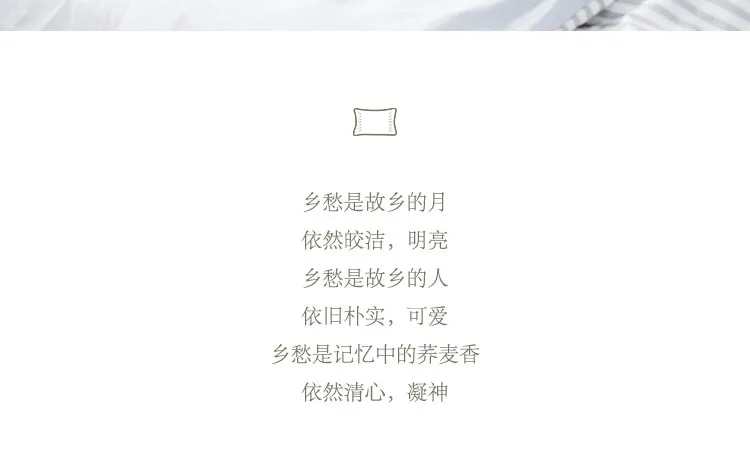 乡愁是故乡的月
依然皎洁，明亮
乡愁是故乡的人
依旧朴实，可爱
乡愁是记忆中的荞麦香
依然清心，凝神